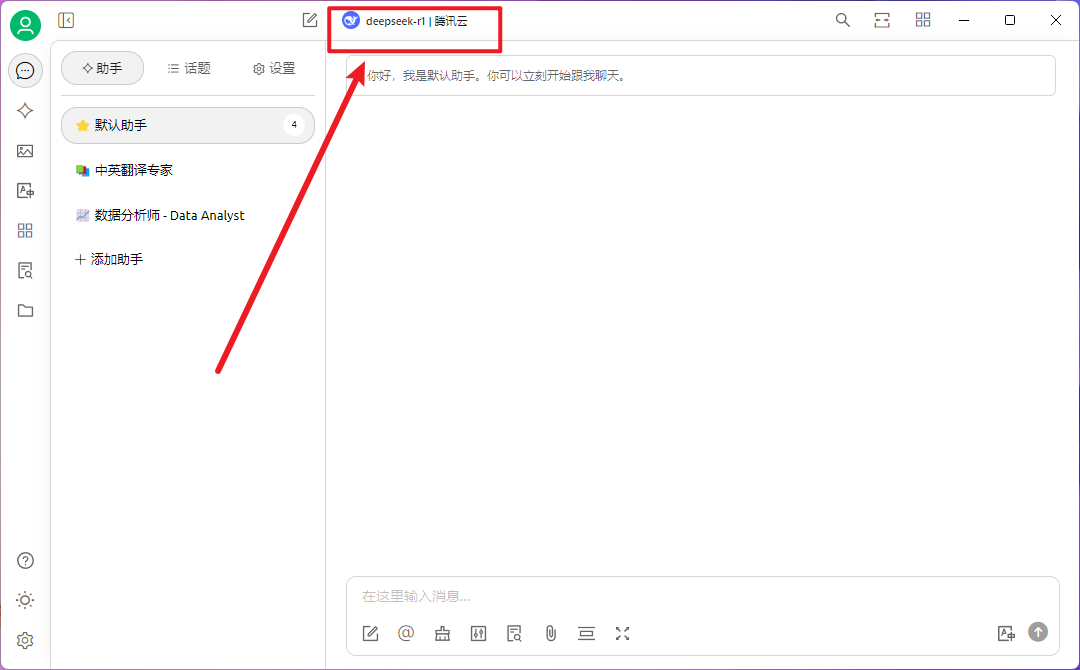 deepseek-r1 | 腾讯云
助手
话题
设置
你好，我是默认助手。你可以立刻开始跟我聊天。
默认助手
4
中英翻译专家
数据分析师 - Data Analyst
添加助手
在这里输入消息...